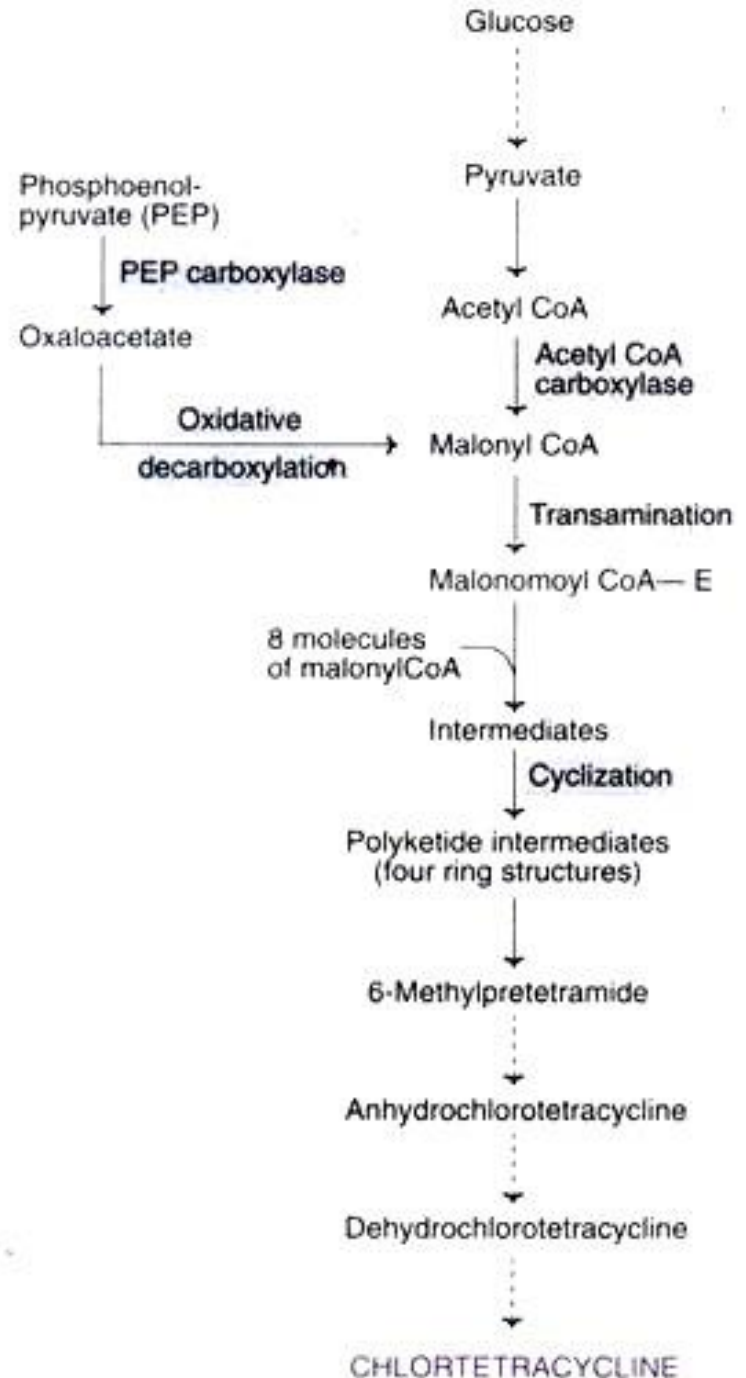 Glucose
Pyruvate
Phosphoenol-
pyruvate (PEP)
PEP carboxylase
Oxaloacetate
Acetyl CoA
Acetyl CoA
carboxylase
Oxidative
decarboxylation
Malonyl CoA
Transamination
Malonomoyl CoA— E
8 molecules
of malonylCoA
Intermediates
Cyclization
Polyketide intermediates
(four ring structures)
6-Methylpretetramide
Anhydrochlorotetracycline
Dehydrochlorotetracycline
CHLORTETRACYCLINE